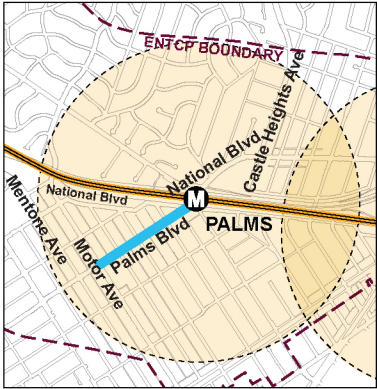 ENTCP BOUNDARY
Castle Heights Ave
National Blvd
National Blvd
Mentone Ave
M
PALMS
Palms Blvd
Motor Ave